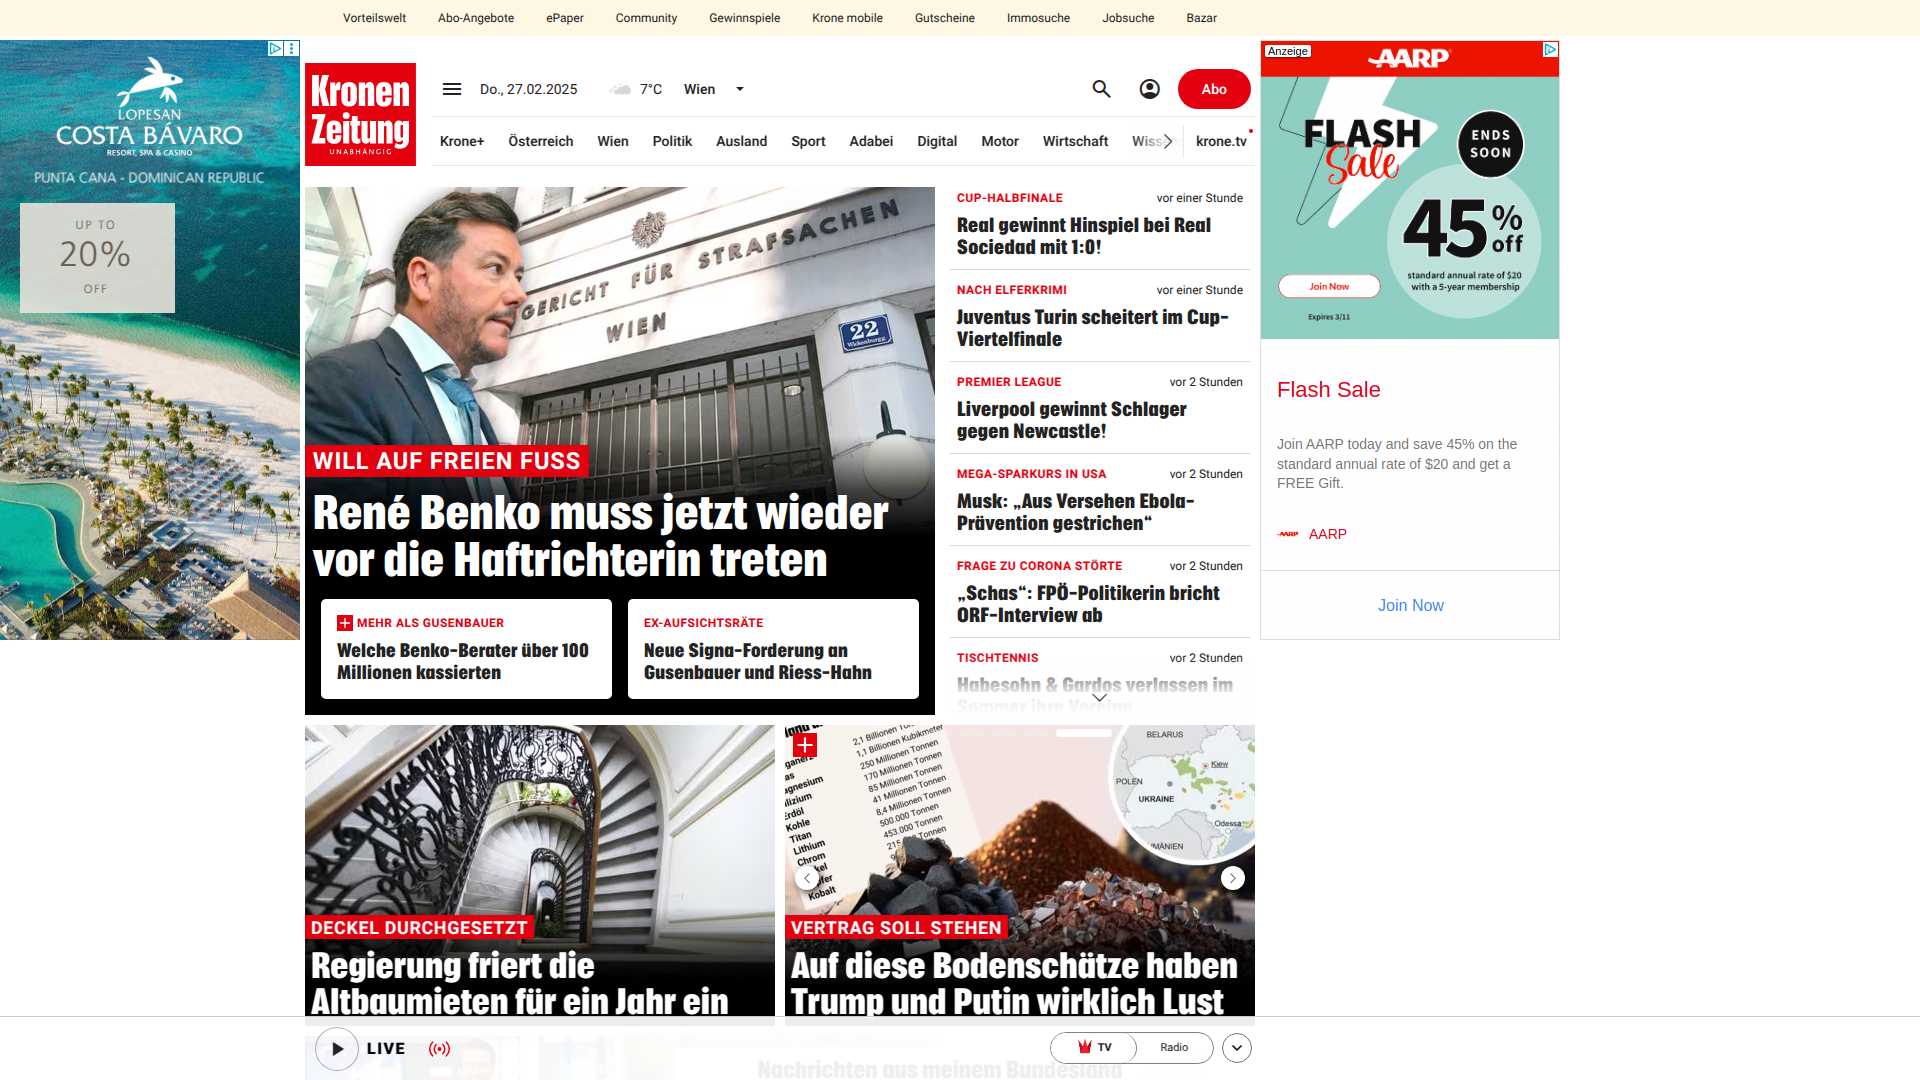 Vorteilswelt
Abo-Angebote
ePaper
Community
Gewinnspiele
Krone mobile
Gutscheine
Immosuche
Jobsuche
Bazar
LOPESAN
COSTA BÁVARO
RESORT, SPA & CASINO
PUNTA CANA - DOMINICAN REPUBLIC
UP TO
20%
OFF
Kronen
Zeitung
UNABHÄNGIG
Do., 27.02.2025
7°C
Wien
Abo
Krone+
Österreich
Wien
Politik
Ausland
Sport
Adabei
Digital
Motor
Wirtschaft
Wiss
krone.tv
GERICHT FÜR STRAFSACHEN
WIEN
22
Wickenburgg
WILL AUF FREIEN FUSS
René Benko muss jetzt wieder
vor die Haftrichterin treten
MEHR ALS GUSENBAUER
Welche Benko-Berater über 100
Millionen kassierten
EX-AUFSICHTSRÄTE
Neue Signa-Forderung an
Gusenbauer und Riess-Hahn
CUP-HALBFINALE
vor einer Stunde
Real gewinnt Hinspiel bei Real
Sociedad mit 1:0!
NACH ELFERKRIMI
vor einer Stunde
Juventus Turin scheitert im Cup-
Viertelfinale
PREMIER LEAGUE
vor 2 Stunden
Liverpool gewinnt Schlager
gegen Newcastle!
MEGA-SPARKURS IN USA
vor 2 Stunden
Musk: „Aus Versehen Ebola-
Prävention gestrichen“
FRAGE ZU CORONA STÖRTE
vor 2 Stunden
„Schas“: FPÖ-Politikerin bricht
ORF-Interview ab
TISCHTENNIS
vor 2 Stunden
Habesohn & Gardos verlassen im
Sommer ihre Vereine
Anzeige
AARP
FLASH
Sale
ENDS
SOON
45% off
standard annual rate of $20
with a 5-year membership
Join Now
Expires 3/11
Flash Sale
Join AARP today and save 45% on the
standard annual rate of $20 and get a
FREE Gift.
AARP
AARP
Join Now
DECKEL DURCHGESETZT
Regierung friert die
Altbaumieten für ein Jahr ein
2,1 Billionen
1,1 Billionen Kubikmeter
250 Millionen Tonnen
170 Millionen Tonnen
85 Millionen Tonnen
41 Millionen Tonnen
8,4 Millionen Tonnen
500.000 Tonnen
453.000 Tonnen
Tonnen
Erdöl
Kohle
Titan
Lithium
Chrom
Kobalt
BELARUS
Kiew
POLEN
UKRAINE
Odessa
MÄNIEN
VERTRAG SOLL STEHEN
Auf diese Bodenschätze haben
Trump und Putin wirklich Lust
LIVE
TV
Radio
Nachrichten aus meinem Bundesland